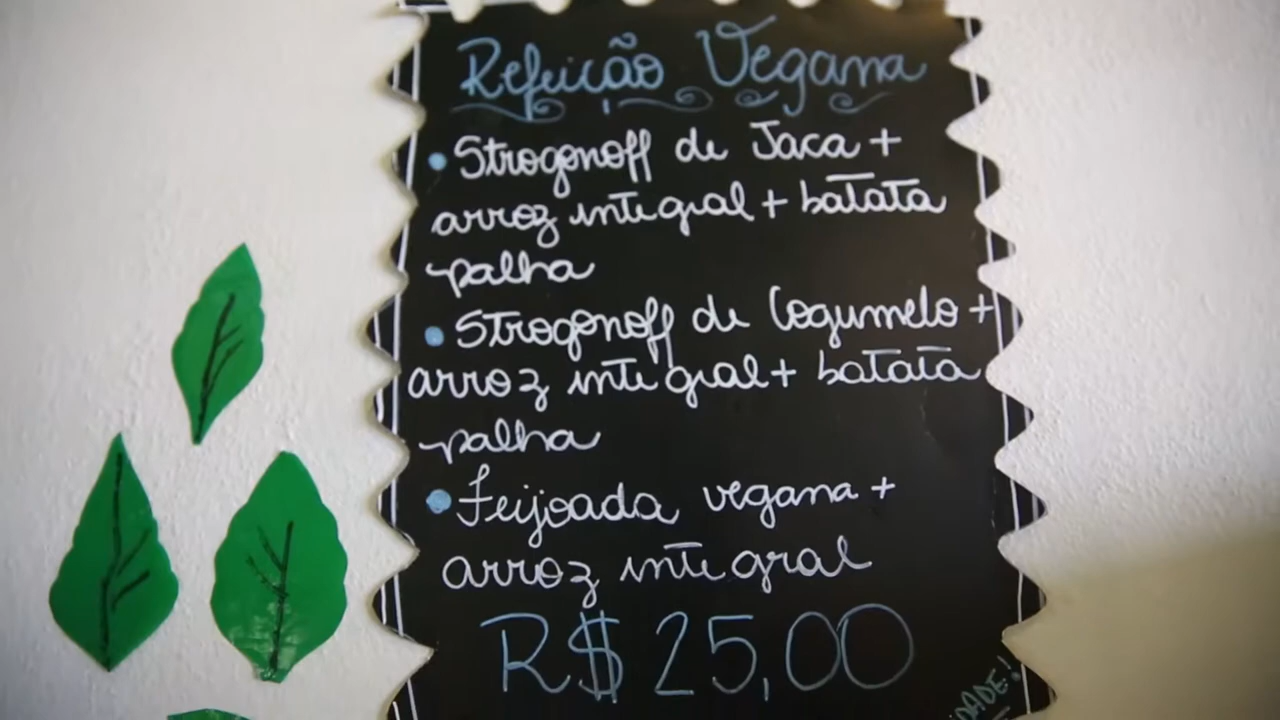 Refeição Vegana
• Strogonoff de Jaca +
arroz integral + batata
palha
• Strogonoff de Cogumelo +
arroz integral + batata
palha
• Feijoada vegana +
arroz integral
R$ 25,00
DADE!